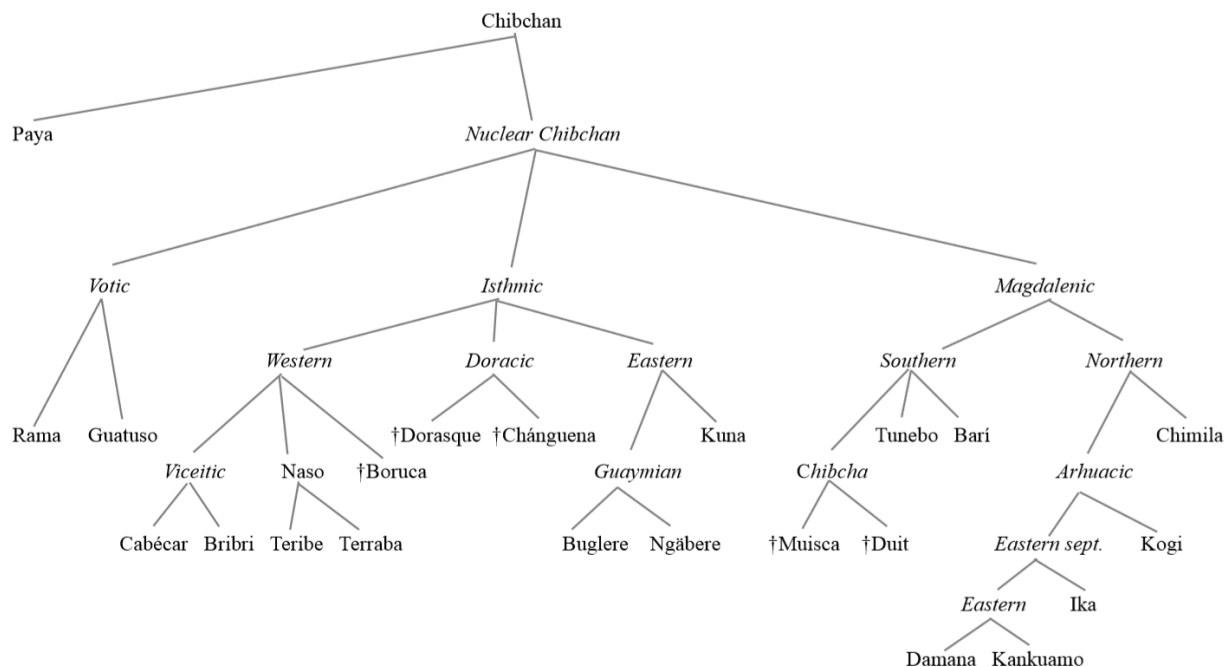 Chibchan
Paya Nuclear Chibchan
Votic Isthmic Magdalenic
Western Doracic Eastern Southern Northern
Rama Guatuso †Dorasque †Chánguena Kuna Tunebo Barí Chimila
Viceitic Naso †Boruca Guaymian Chibcha Arhuacic
Cabécar Bribri Teribe Terraba Buglere Ngäbere †Muisca †Duit Eastern sept. Kogi
Eastern Ika
Damana Kankuamo